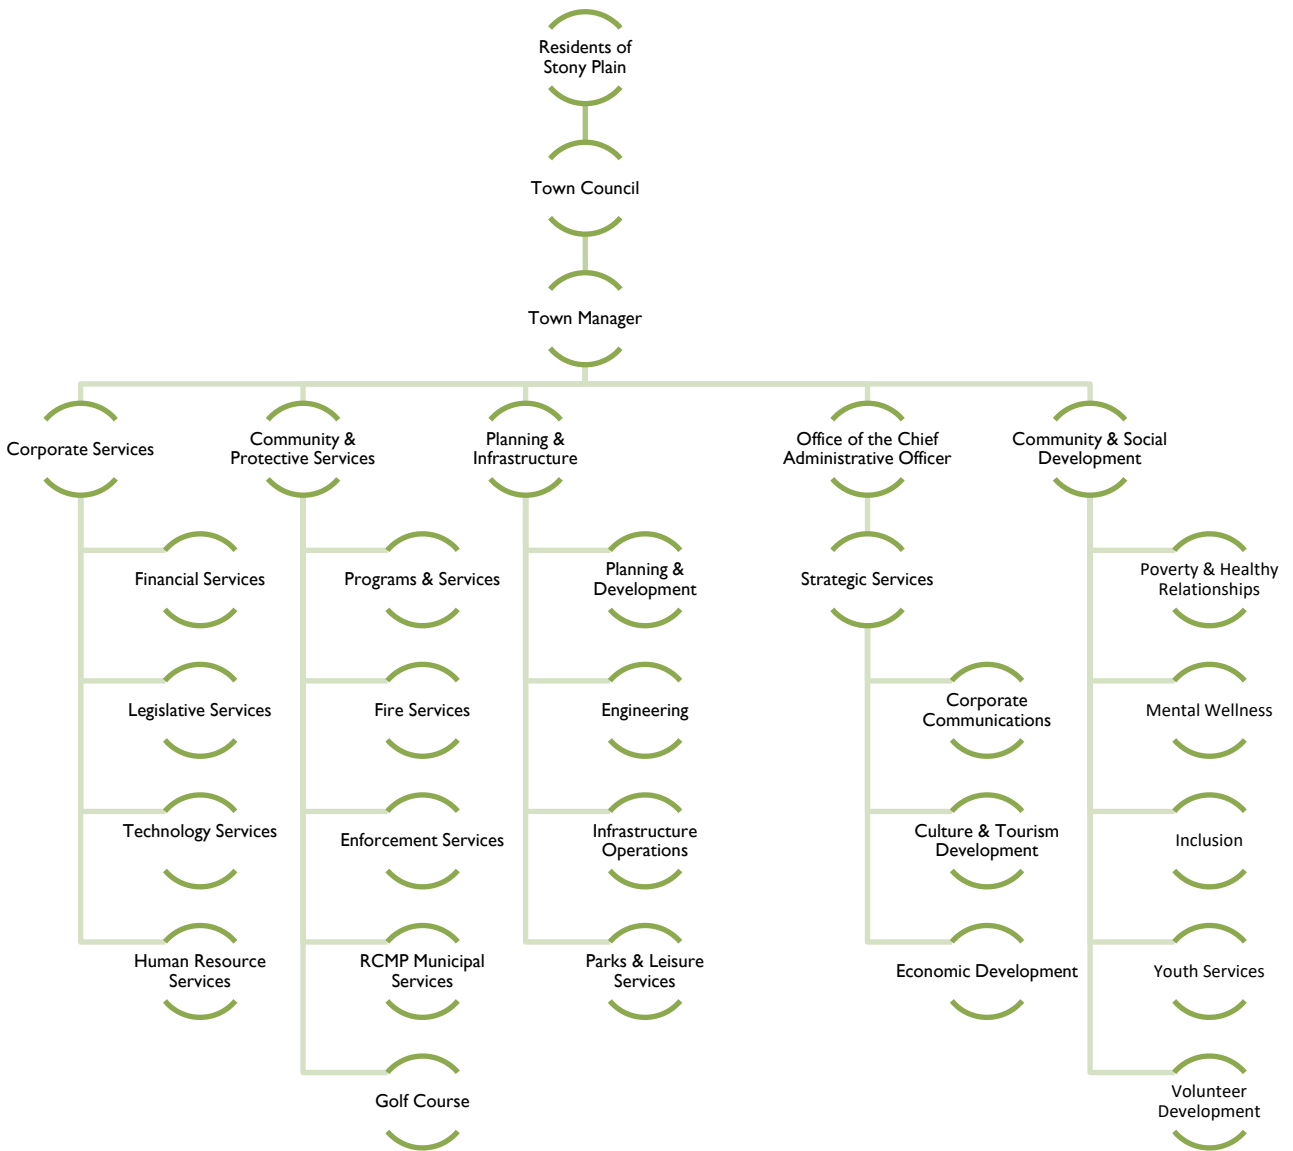 Residents of
Stony Plain
Town Council
Town Manager
Corporate Services
Community &
Protective Services
Planning &
Infrastructure
Office of the Chief
Administrative Officer
Community & Social
Development
Financial Services
Programs & Services
Planning &
Development
Strategic Services
Poverty & Healthy
Relationships
Legislative Services
Fire Services
Engineering
Corporate
Communications
Mental Wellness
Technology Services
Enforcement Services
Infrastructure
Operations
Culture & Tourism
Development
Inclusion
Human Resource
Services
RCMP Municipal
Services
Parks & Leisure
Services
Economic Development
Youth Services
Golf Course
Volunteer
Development